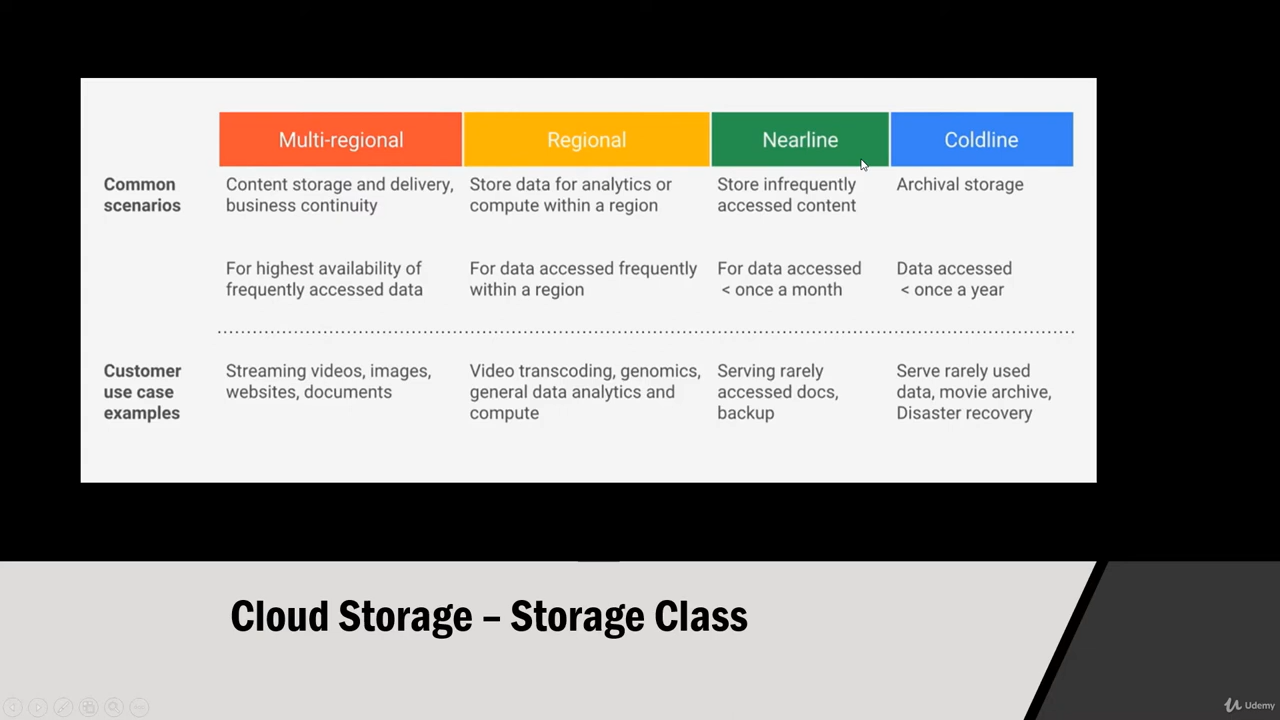 Multi-regional
Regional
Nearline
Coldline
Common
scenarios
Content storage and delivery,
business continuity
Store data for analytics or
compute within a region
Store infrequently
accessed content
Archival storage
For highest availability of
frequently accessed data
For data accessed frequently
within a region
For data accessed
< once a month
Data accessed
< once a year
Customer
use case
examples
Streaming videos, images,
websites, documents
Video transcoding, genomics,
general data analytics and
compute
Serving rarely
accessed docs,
backup
Serve rarely used
data, movie archive,
Disaster recovery
Cloud Storage – Storage Class
Udemy